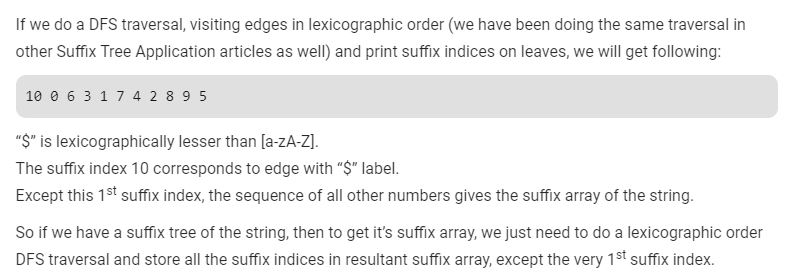 If we do a DFS traversal, visiting edges in lexicographic order (we have been doing the same traversal in
other Suffix Tree Application articles as well) and print suffix indices on leaves, we will get following:
10 0 6 3 1 7 4 2 8 9 5
“$” is lexicographically lesser than [a-zA-Z].
The suffix index 10 corresponds to edge with “$” label.
Except this 1st suffix index, the sequence of all other numbers gives the suffix array of the string.
So if we have a suffix tree of the string, then to get it’s suffix array, we just need to do a lexicographic order
DFS traversal and store all the suffix indices in resultant suffix array, except the very 1st suffix index.